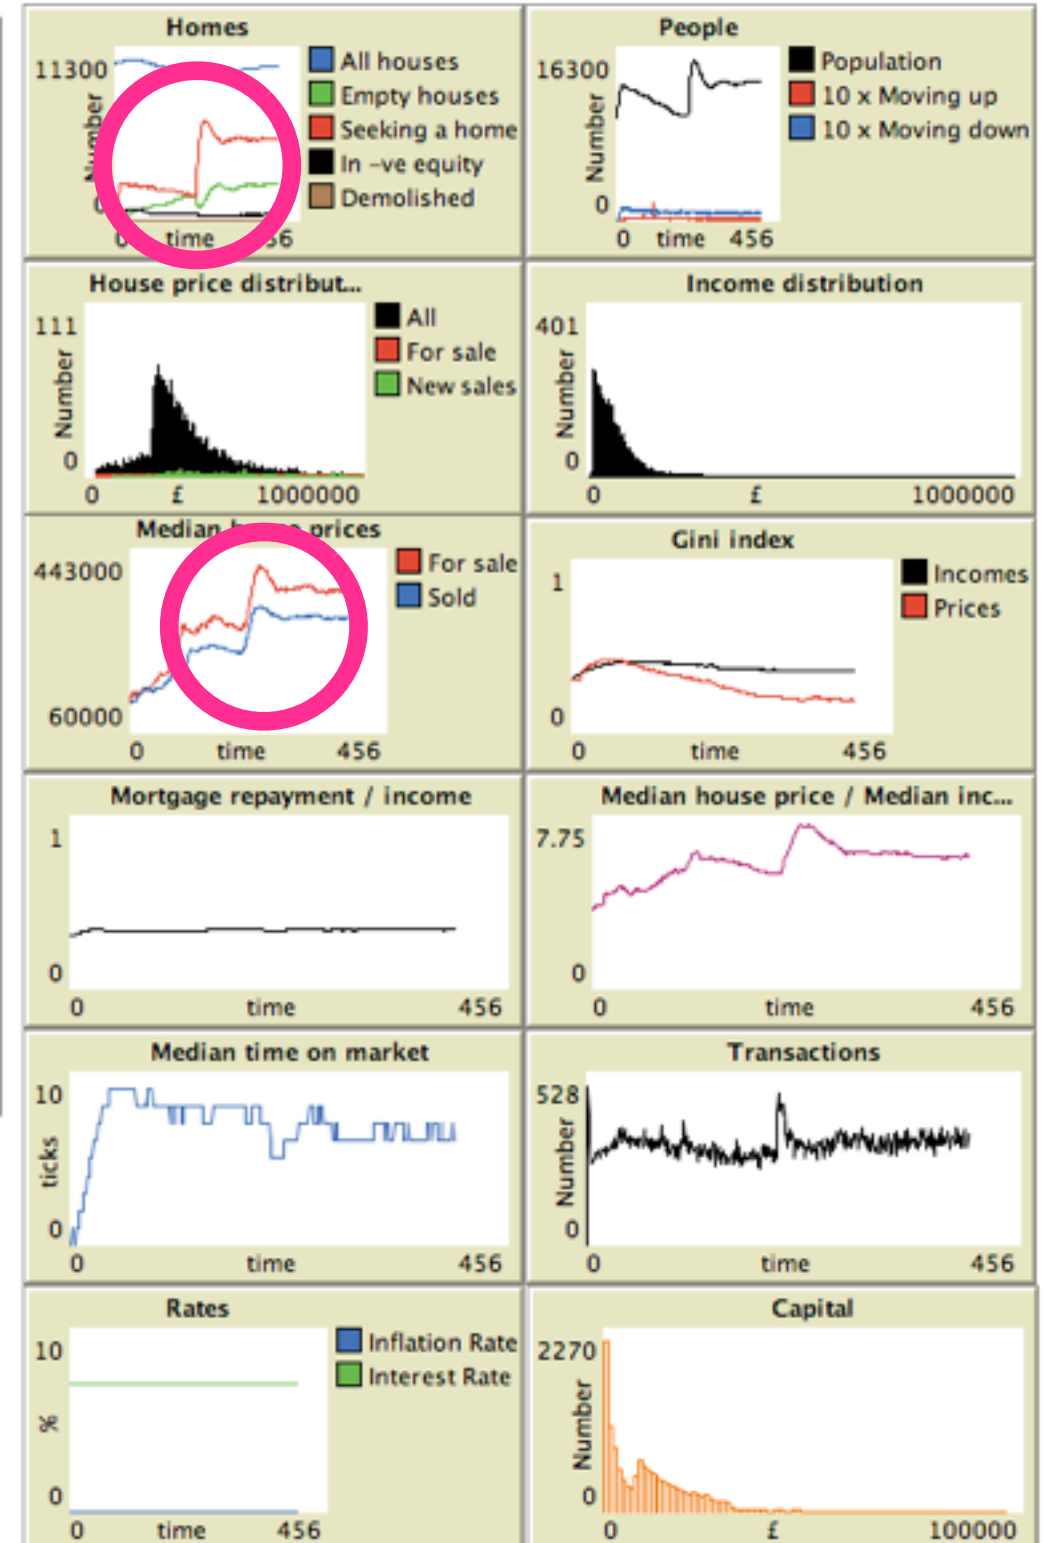 Homes
11300
Number
0
0 time 56
All houses
Empty houses
Seeking a home
In -ve equity
Demolished
People
16300
Number
0
0 time 456
Population
10 x Moving up
10 x Moving down
House price distribut...
111
Number
0
0 £ 1000000
All
For sale
New sales
Income distribution
401
Number
0
0 £ 1000000
Median prices
443000
60000
0 time 456
For sale
Sold
Gini index
1
0
0 time 456
Incomes
Prices
Mortgage repayment / income
1
0
0 time 456
Median house price / Median inc...
7.75
0
0 time 456
Median time on market
10
ticks
0
0 time 456
Transactions
528
Number
0
0 time 456
Rates
10
%
0
0 time 456
Inflation Rate
Interest Rate
Capital
2270
Number
0
0 £ 100000